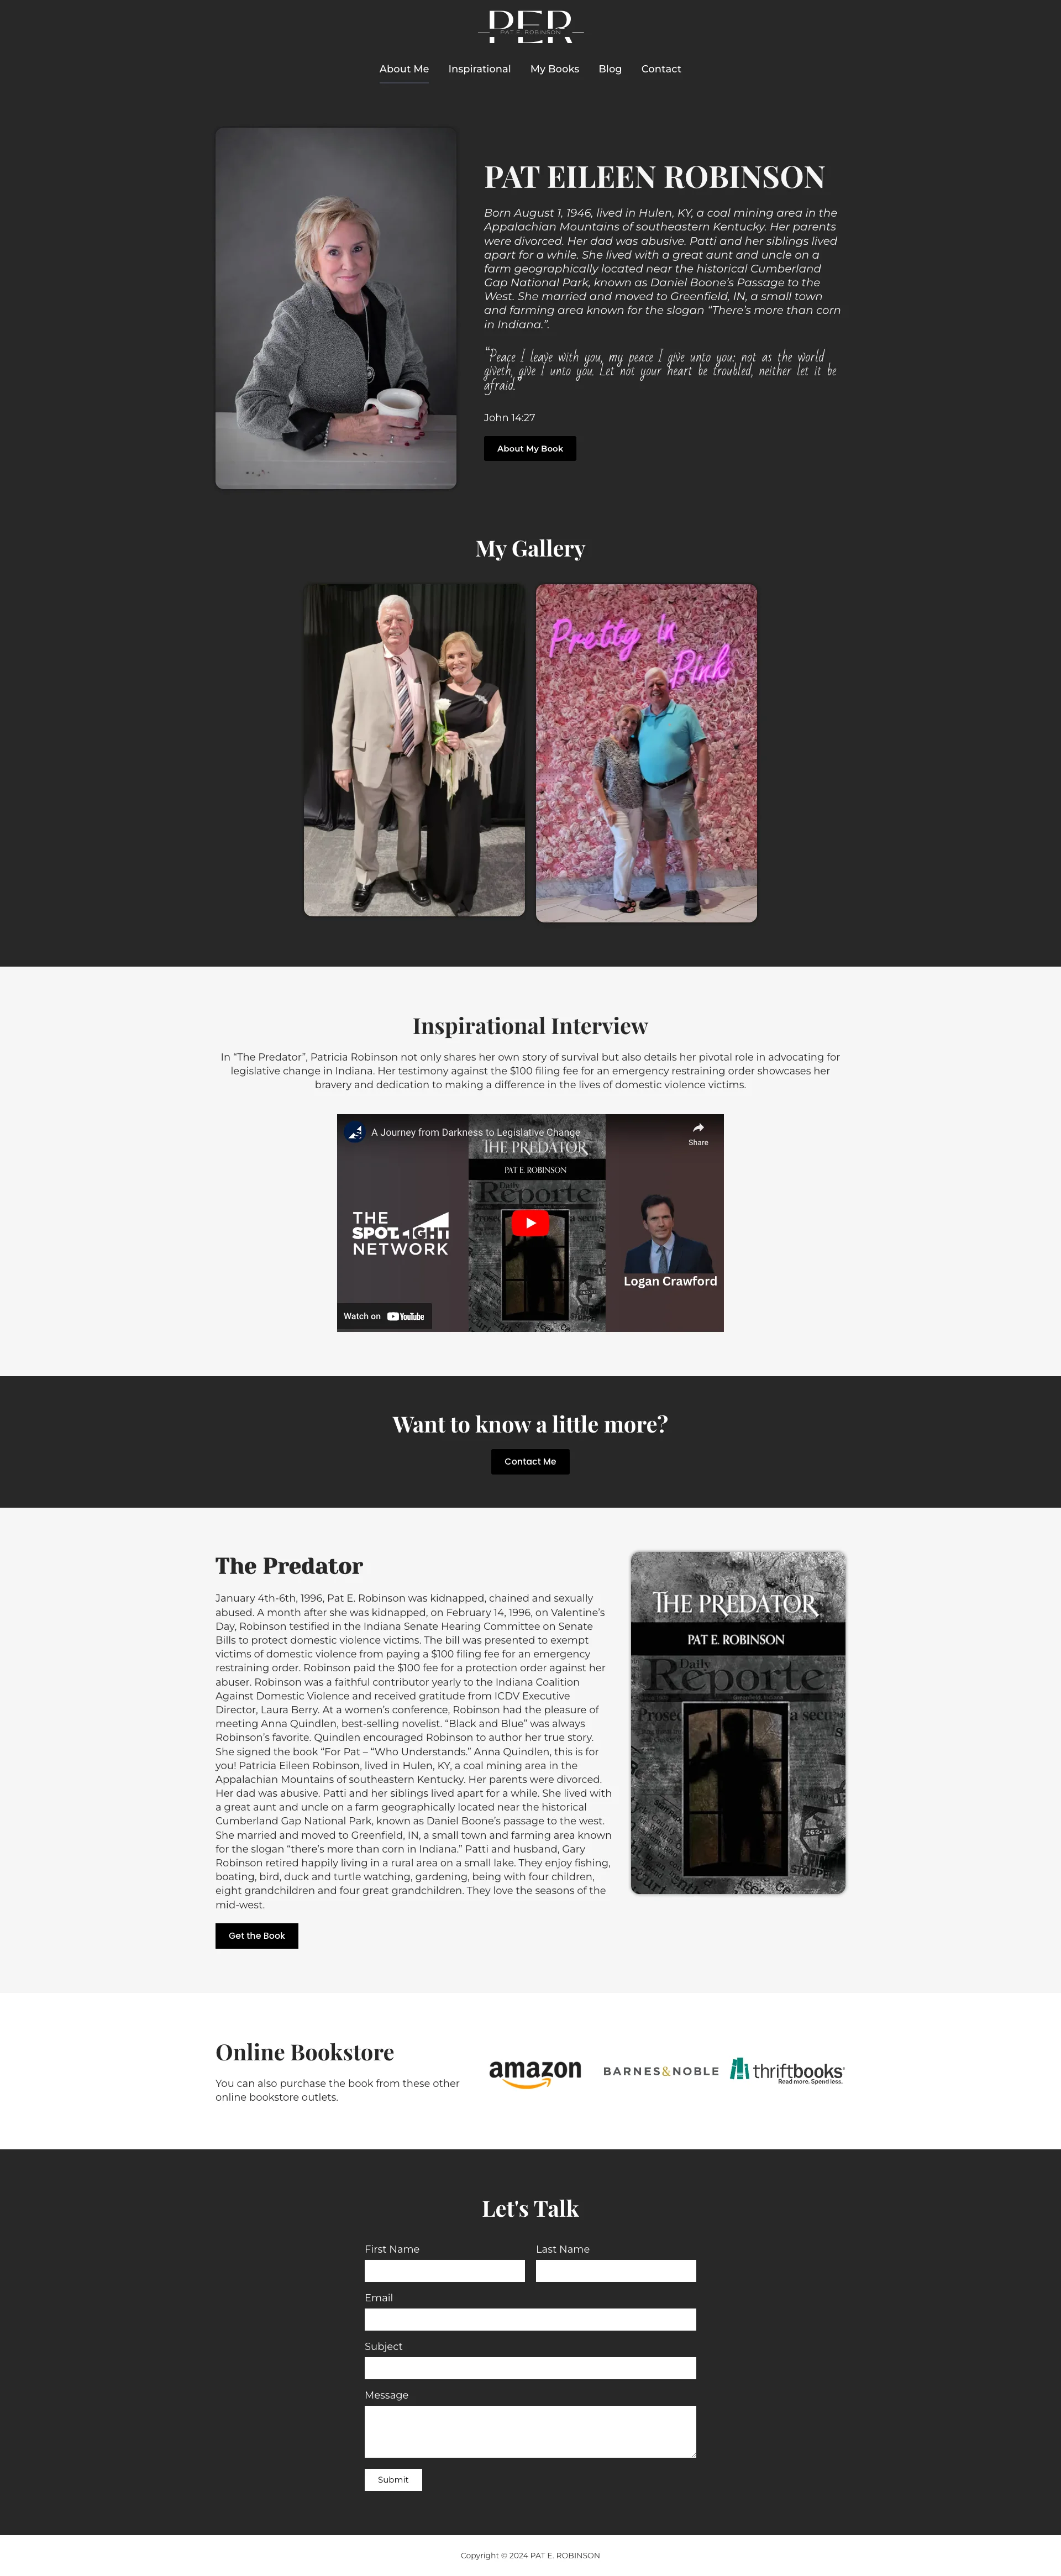 PER
PAT E. ROBINSON
About Me Inspirational My Books Blog Contact
PAT EILEEN ROBINSON
Born August 1, 1946, lived in Hulen, KY, a coal mining area in the
Appalachian Mountains of southeastern Kentucky. Her parents
were divorced. Her dad was abusive. Patti and her siblings lived
apart for a while. She lived with a great aunt and uncle on a
farm geographically located near the historical Cumberland
Gap National Park, known as Daniel Boone's Passage to the
West. She married and moved to Greenfield, IN, a small town
and farming area known for the slogan “There's more than corn
in Indiana.”.
“Peace I leave with you, my peace I give unto you: not as the world
giveth, give I unto you. Let not your heart be troubled, neither let it be
afraid.”
John 14:27
About My Book
My Gallery
Pretty in
Pink
Inspirational Interview
In “The Predator”, Patricia Robinson not only shares her own story of survival but also details her pivotal role in advocating for
legislative change in Indiana. Her testimony against the $100 filing fee for an emergency restraining order showcases her
bravery and dedication to making a difference in the lives of domestic violence victims.
A Journey from Darkness to Legislative Change
Share
THE PREDATOR
PAT E. ROBINSON
Daily
Reporte
THE
SPOTLIGHT
NETWORK
Logan Crawford
Watch on YouTube
Want to know a little more?
Contact Me
The Predator
January 4th-6th, 1996, Pat E. Robinson was kidnapped, chained and sexually
abused. A month after she was kidnapped, on February 14, 1996, on Valentine's
Day, Robinson testified in the Indiana Senate Hearing Committee on Senate
Bills to protect domestic violence victims. The bill was presented to exempt
victims of domestic violence from paying a $100 filing fee for an emergency
restraining order. Robinson paid the $100 fee for a protection order against her
abuser. Robinson was a faithful contributor yearly to the Indiana Coalition
Against Domestic Violence and received gratitude from ICDV Executive
Director, Laura Berry. At a women's conference, Robinson had the pleasure of
meeting Anna Quindlen, best-selling novelist. “Black and Blue” was always
Robinson's favorite. Quindlen encouraged Robinson to author her true story.
She signed the book “For Pat – “Who Understands.” Anna Quindlen, this is for
you! Patricia Eileen Robinson, lived in Hulen, KY, a coal mining area in the
Appalachian Mountains of southeastern Kentucky. Her parents were divorced.
Her dad was abusive. Patti and her siblings lived apart for a while. She lived with
a great aunt and uncle on a farm geographically located near the historical
Cumberland Gap National Park, known as Daniel Boone's passage to the west.
She married and moved to Greenfield, IN, a small town and farming area known
for the slogan “there's more than corn in Indiana.” Patti and husband, Gary
Robinson retired happily living in a rural area on a small lake. They enjoy fishing,
boating, bird, duck and turtle watching, gardening, being with four children,
eight grandchildren and four great grandchildren. They love the seasons of the
mid-west.
THE PREDATOR
PAT E. ROBINSON
Daily
Reporte
Greenfield, Indiana
Prosec a secu
CRIME
STOPPER
Get the Book
Online Bookstore
You can also purchase the book from these other
online bookstore outlets.
amazon
BARNES&NOBLE
thriftbooks
Read more. Spend less.
Let's Talk
First Name Last Name
Email
Subject
Message
Submit
Copyright © 2024 PAT E. ROBINSON